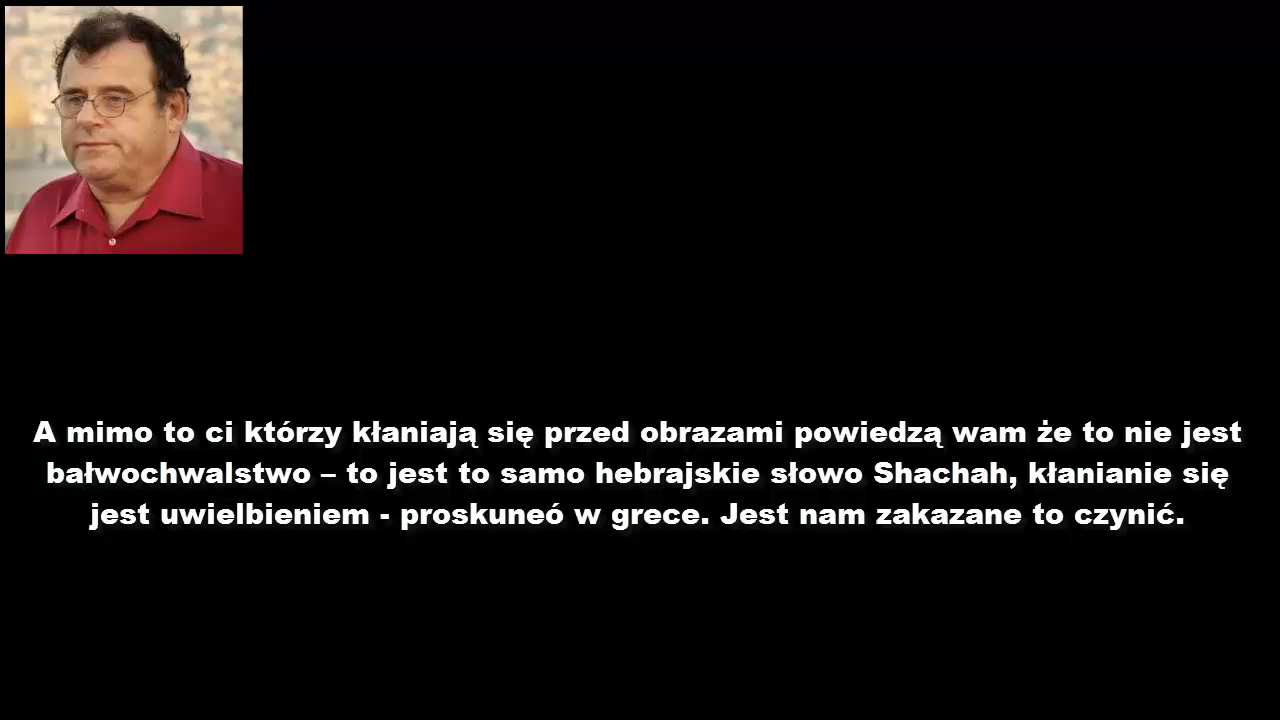 A mimo to ci którzy kłaniają się przed obrazami powiedzą wam że to nie jest
bałwochwalstwo – to jest to samo hebrajskie słowo Shachah, kłanianie się
jest uwielbieniem - proskuneó w grece. Jest nam zakazane to czynić.